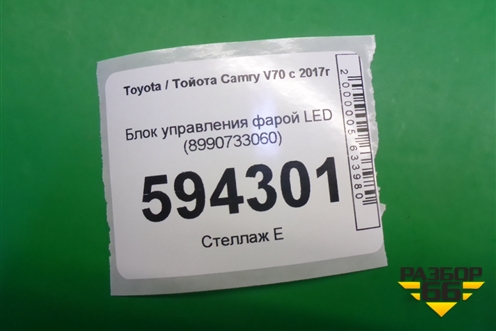 Toyota / Тойота Camry V70 с 2017г
Блок управления фарой LED
(8990733060)
594301
Стеллаж Е
2000005633980
РАЗБОР
66